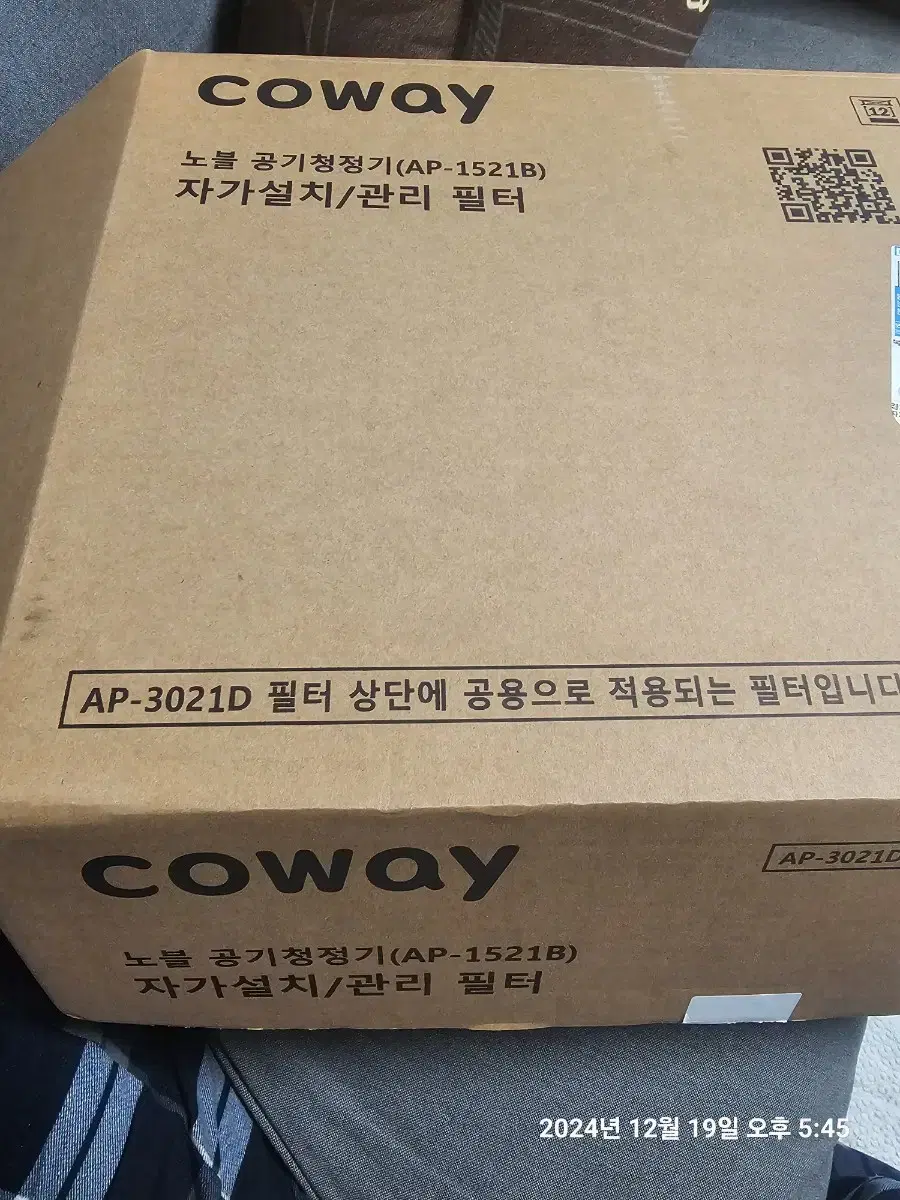 coway
12
노블 공기청정기(AP-1521B)
자가설치/관리 필터
AP-3021D 필터 상단에 공용으로 적용되는 필터입니다
coway
AP-3021D
노블 공기청정기(AP-1521B)
자가설치/관리 필터
2024년 12월 19일 오후 5:45